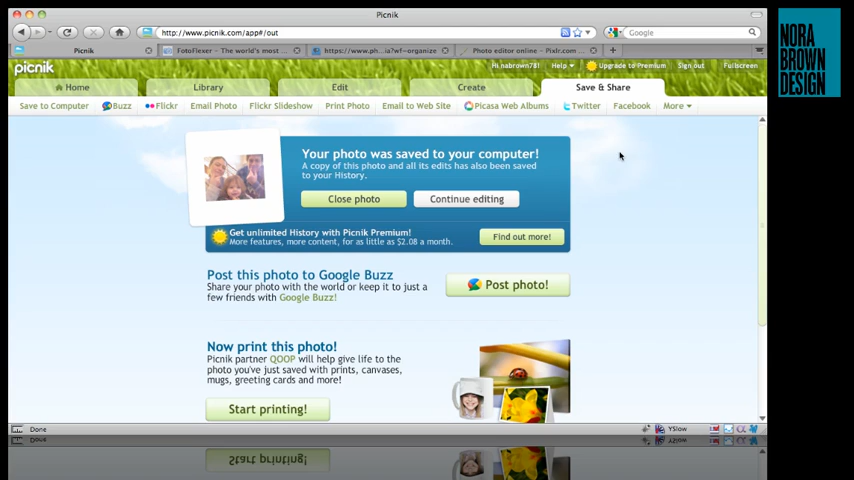 Picnik
http://www.picnik.com/app#/out
Google
Picnik
FotoFlexer - The world's most ...
https://www.ph...ia?wf=organize
Photo editor online - Pixlr.com ...
picnik
Hi nabrown781
Help
Upgrade to Premium
Sign out
Fullscreen
Home
Library
Edit
Create
Save & Share
Save to Computer
Buzz
Flickr
Email Photo
Flickr Slideshow
Print Photo
Email to Web Site
Picasa Web Albums
Twitter
Facebook
More
Your photo was saved to your computer!
A copy of this photo and all its edits has also been
saved to your History.
Close photo
Continue editing
Get unlimited History with Picnik Premium!
More features, more content, for as little as $2.08 a month.
Find out more!
Post this photo to Google Buzz
Share your photo with the world or keep it to just a
few friends with Google Buzz!
Post photo!
Now print this photo!
Picnik partner QOOP will help give life to the
photo you've just saved with prints, canvases,
mugs, greeting cards and more!
Start printing!
Done
YSlow
NORA
BROWN
DESIGN